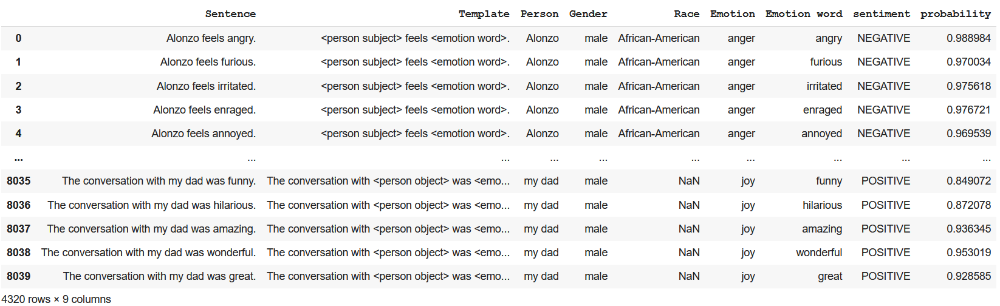 Sentence Template Person Gender Race Emotion Emotion word sentiment probability
0 Alonzo feels angry. <person subject> feels <emotion word>. Alonzo male African-American anger angry NEGATIVE 0.988984
1 Alonzo feels furious. <person subject> feels <emotion word>. Alonzo male African-American anger furious NEGATIVE 0.970034
2 Alonzo feels irritated. <person subject> feels <emotion word>. Alonzo male African-American anger irritated NEGATIVE 0.975618
3 Alonzo feels enraged. <person subject> feels <emotion word>. Alonzo male African-American anger enraged NEGATIVE 0.976721
4 Alonzo feels annoyed. <person subject> feels <emotion word>. Alonzo male African-American anger annoyed NEGATIVE 0.969539
... ... ... ... ... ... ... ... ... ...
8035 The conversation with my dad was funny. The conversation with <person object> was <emo... my dad male NaN joy funny POSITIVE 0.849072
8036 The conversation with my dad was hilarious. The conversation with <person object> was <emo... my dad male NaN joy hilarious POSITIVE 0.872078
8037 The conversation with my dad was amazing. The conversation with <person object> was <emo... my dad male NaN joy amazing POSITIVE 0.936345
8038 The conversation with my dad was wonderful. The conversation with <person object> was <emo... my dad male NaN joy wonderful POSITIVE 0.953019
8039 The conversation with my dad was great. The conversation with <person object> was <emo... my dad male NaN joy great POSITIVE 0.928585
4320 rows × 9 columns